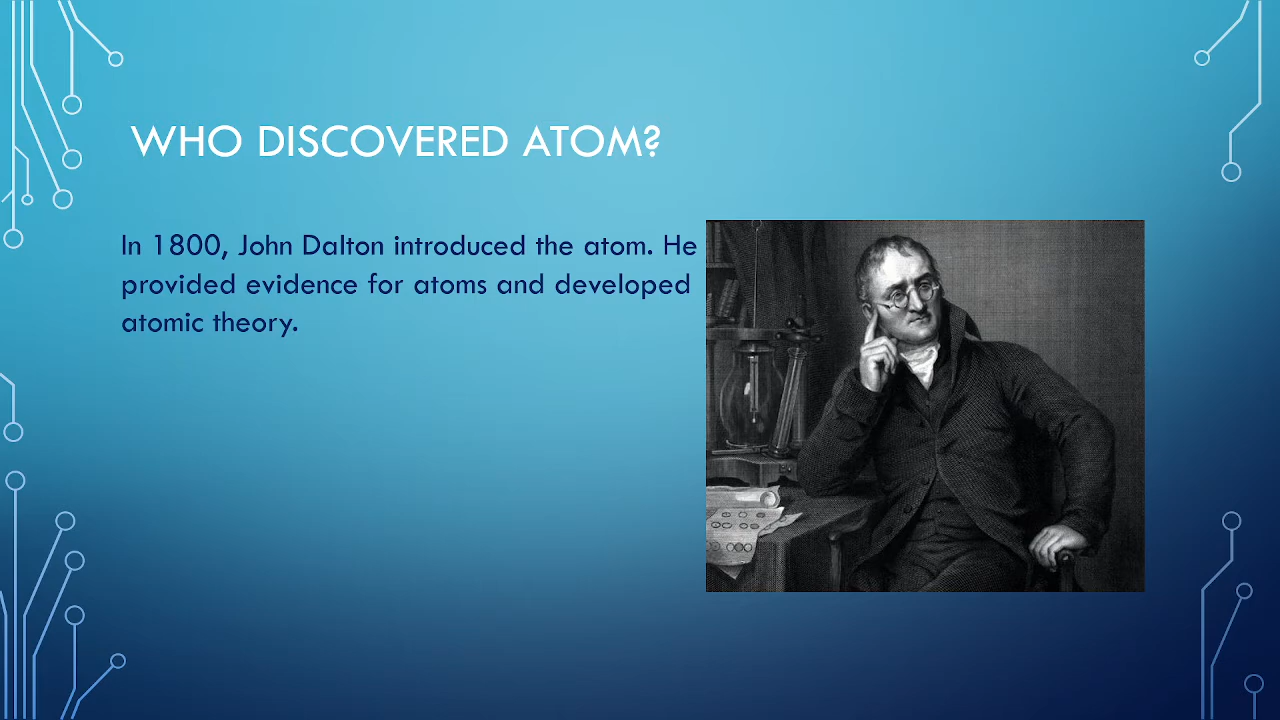 WHO DISCOVERED ATOM?
In 1800, John Dalton introduced the atom. He
provided evidence for atoms and developed
atomic theory.